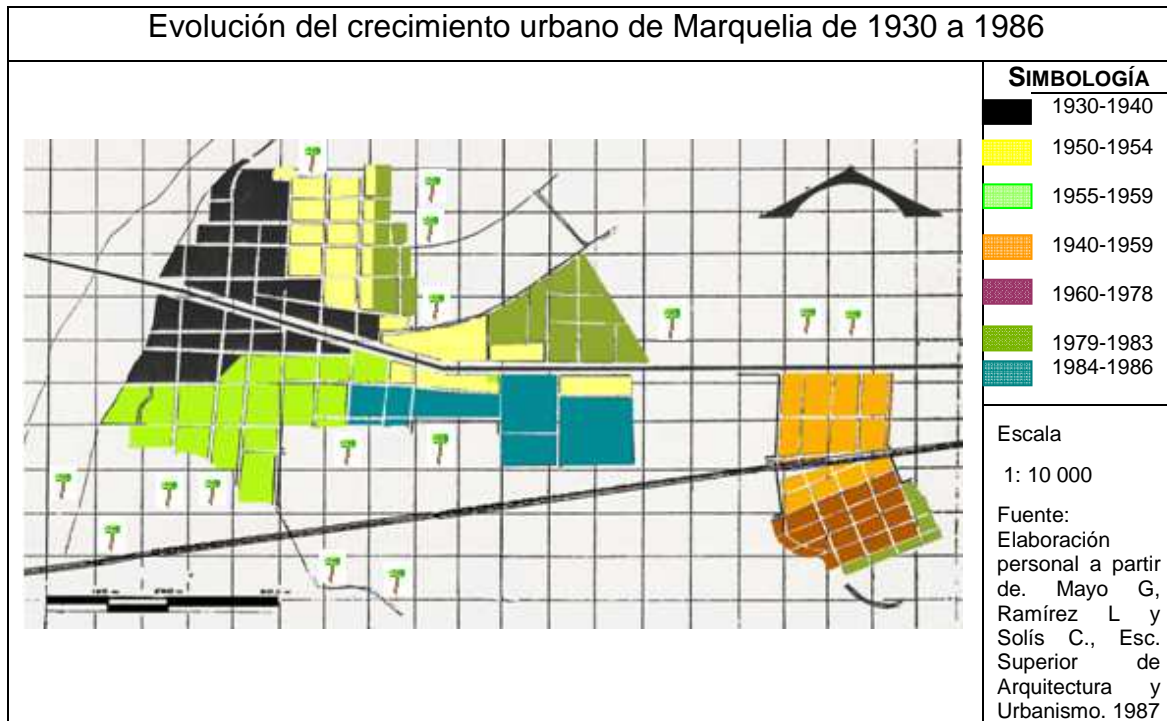 Evolución del crecimiento urbano de Marquelia de 1930 a 1986
SIMBOLOGÍA
1930-1940
1950-1954
1955-1959
1940-1959
1960-1978
1979-1983
1984-1986
Escala
1: 10 000
Fuente:
Elaboración
personal a partir
de. Mayo G,
Ramírez L y
Solís C., Esc.
Superior de
Arquitectura y
Urbanismo. 1987